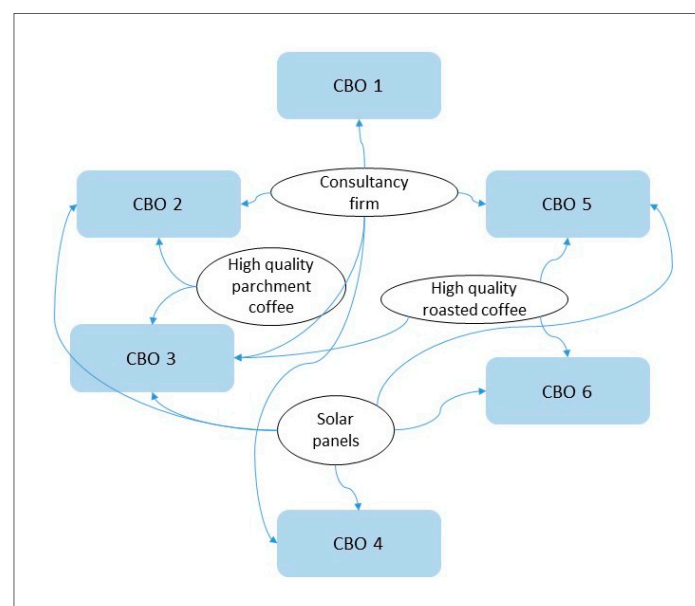 CBO 1
Consultancy
firm
CBO 2
CBO 5
High quality
parchment
coffee
High quality
roasted coffee
CBO 3
CBO 6
Solar
panels
CBO 4